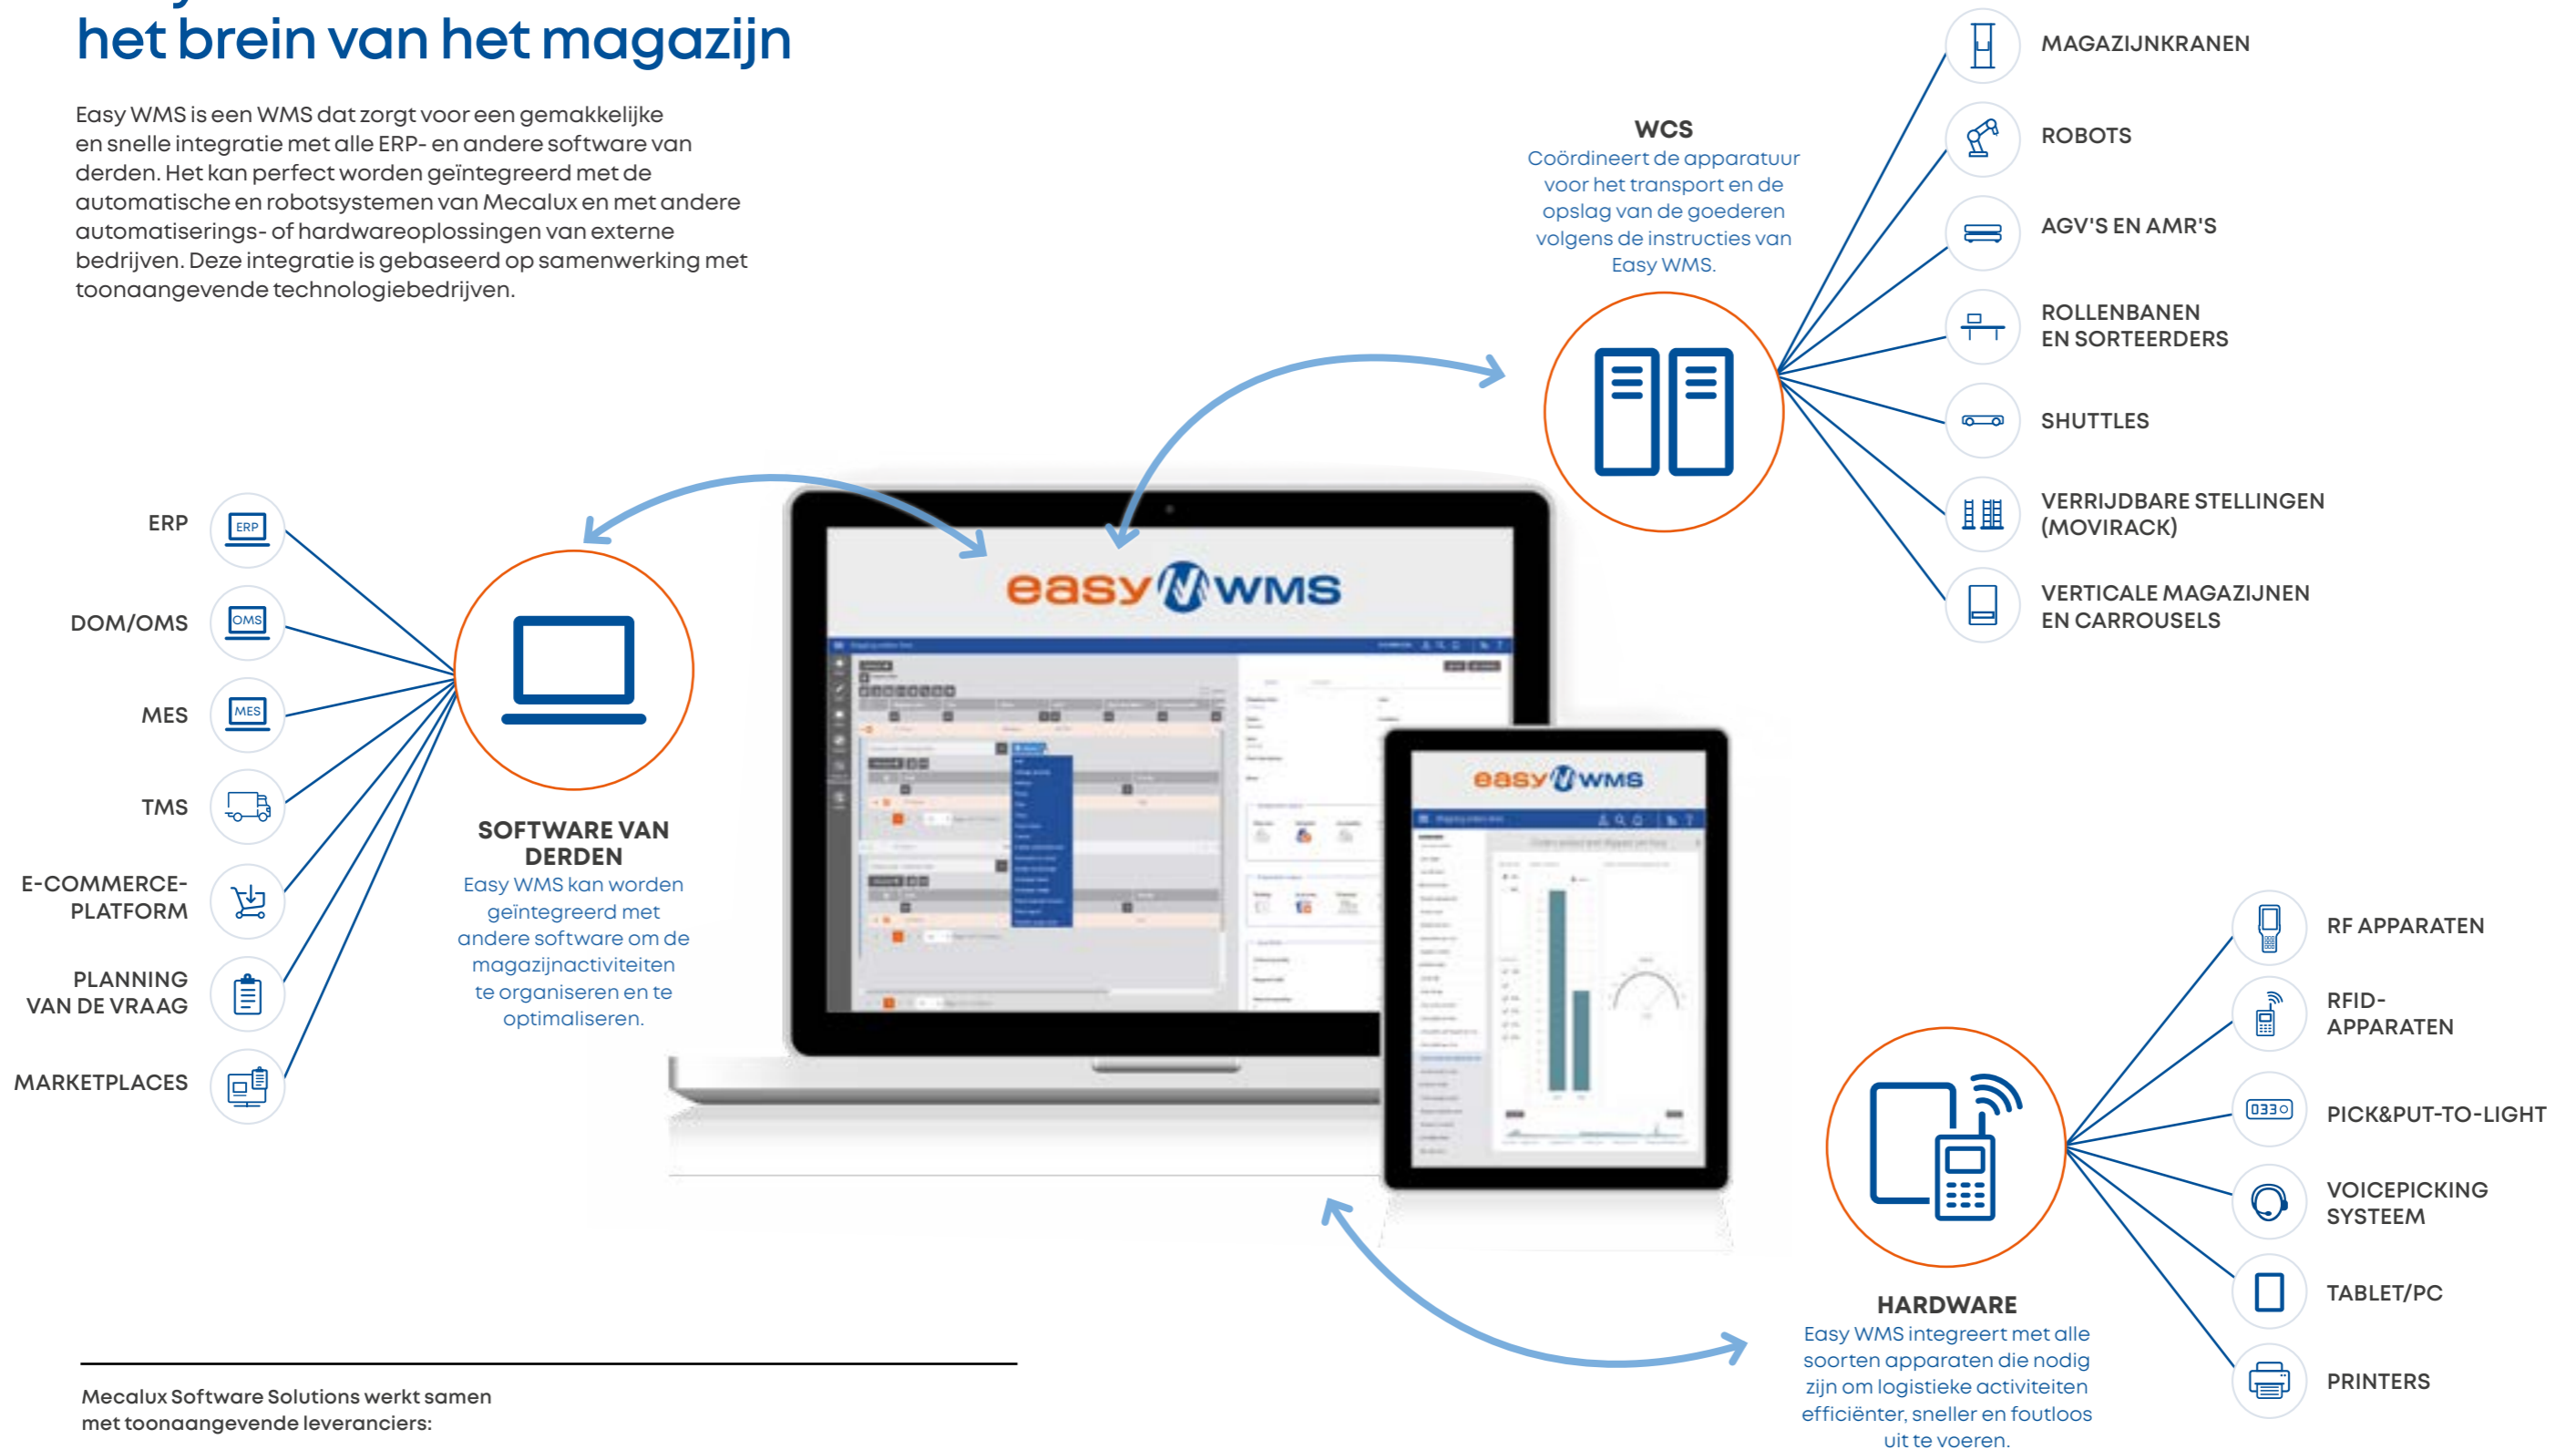 het brein van het magazijn
Easy WMS is een WMS dat zorgt voor een gemakkelijke
en snelle integratie met alle ERP- en andere software van
derden. Het kan perfect worden geïntegreerd met de
automatische en robotsystemen van Mecalux en met andere
automatiserings- of hardwareoplossingen van externe
bedrijven. Deze integratie is gebaseerd op samenwerking met
toonaangevende technologiebedrijven.
WCS
Coördineert de apparatuur
voor het transport en de
opslag van de goederen
volgens de instructies van
Easy WMS.
MAGAZIJNKRANEN
ROBOTS
AGV'S EN AMR'S
ROLLENBANEN
EN SORTEERDERS
SHUTTLES
VERRIJDBARE STELLINGEN
(MOVIRACK)
VERTICALE MAGAZIJNEN
EN CARROUSELS
ERP
ERP
DOM/OMS
OMS
MES
MES
TMS
E-COMMERCE-
PLATFORM
PLANNING
VAN DE VRAAG
MARKETPLACES
SOFTWARE VAN
DERDEN
Easy WMS kan worden
geïntegreerd met
andere software om de
magazijnactiviteiten
te organiseren en te
optimaliseren.
easy WMS
easy WMS
RF APPARATEN
RFID-
APPARATEN
033
PICK&PUT-TO-LIGHT
VOICEPICKING
SYSTEEM
TABLET/PC
PRINTERS
HARDWARE
Easy WMS integreert met alle
soorten apparaten die nodig
zijn om logistieke activiteiten
efficiënter, sneller en foutloos
uit te voeren.
Mecalux Software Solutions werkt samen
met toonaangevende leveranciers: